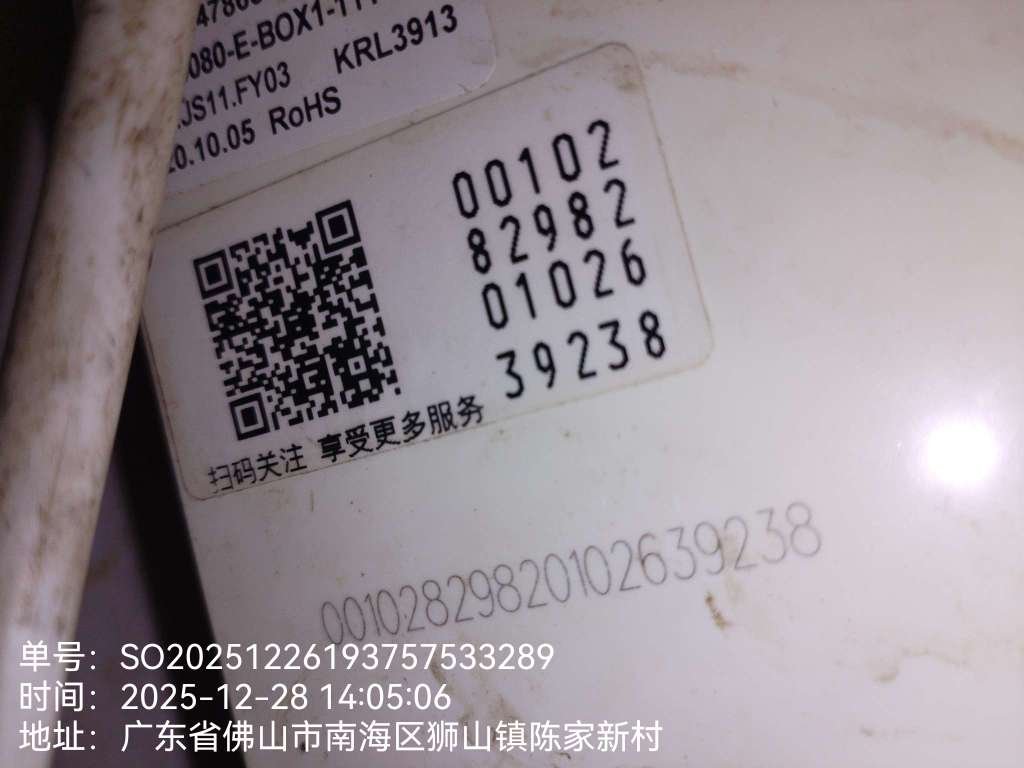 080-E-BOX1-111
JS11.FY03 KRL3913
20.10.05 RoHS
00102
82982
01026
39238
扫码关注 享受更多服务
00102829820102639238
单号：SO20251226193757533289
时间：2025-12-28 14:05:06
地址：广东省佛山市南海区狮山镇陈家新村